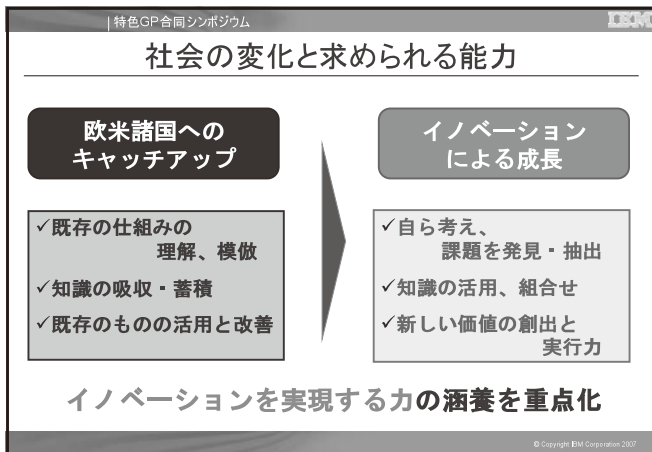 | 特色GP合同シンポジウム
IBM
社会の変化と求められる能力
欧米諸国への
キャッチアップ
イノベーション
による成長
✓既存の仕組みの
理解、模倣
✓知識の吸収・蓄積
✓既存のものの活用と改善
✓自ら考え、
課題を発見・抽出
✓知識の活用、組合せ
✓新しい価値の創出と
実行力
イノベーションを実現する力の涵養を重点化
© Copyright IBM Corporation 2007